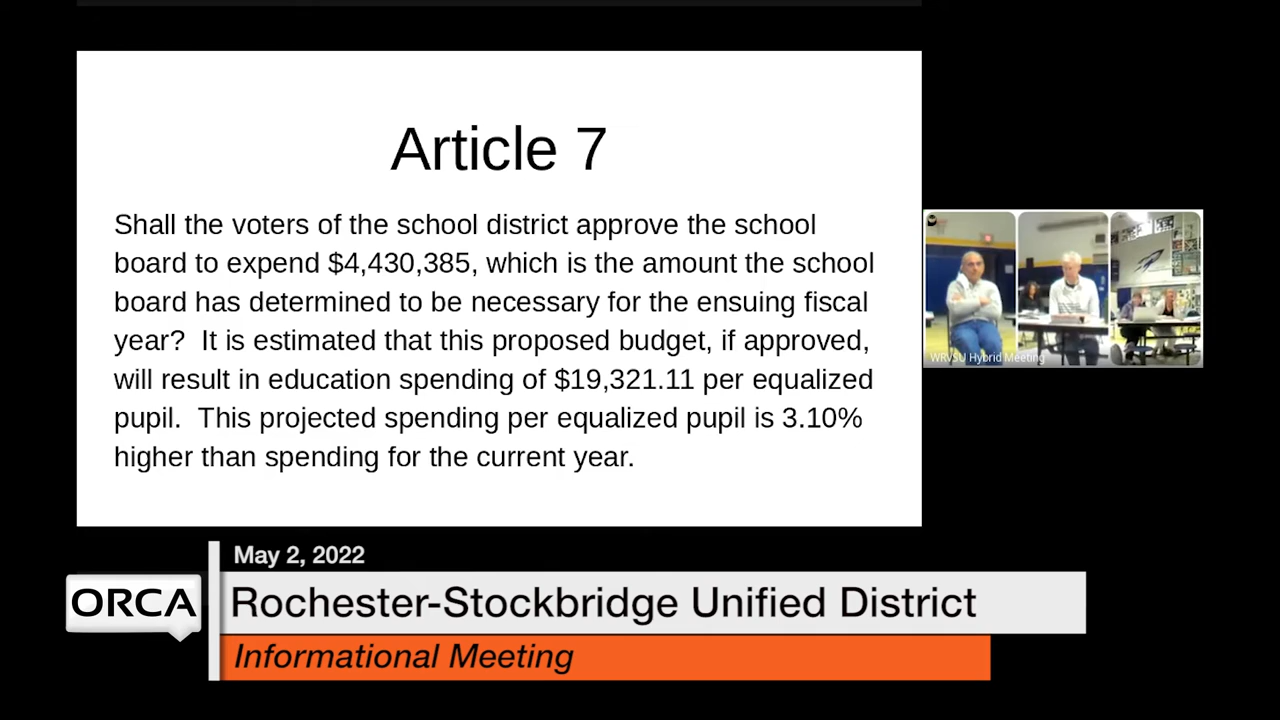 Article 7
Shall the voters of the school district approve the school
board to expend $4,430,385, which is the amount the school
board has determined to be necessary for the ensuing fiscal
year?  It is estimated that this proposed budget, if approved,
will result in education spending of $19,321.11 per equalized
pupil.  This projected spending per equalized pupil is 3.10%
higher than spending for the current year.
WRVSU Hybrid Meeting
May 2, 2022
ORCA
Rochester-Stockbridge Unified District
Informational Meeting